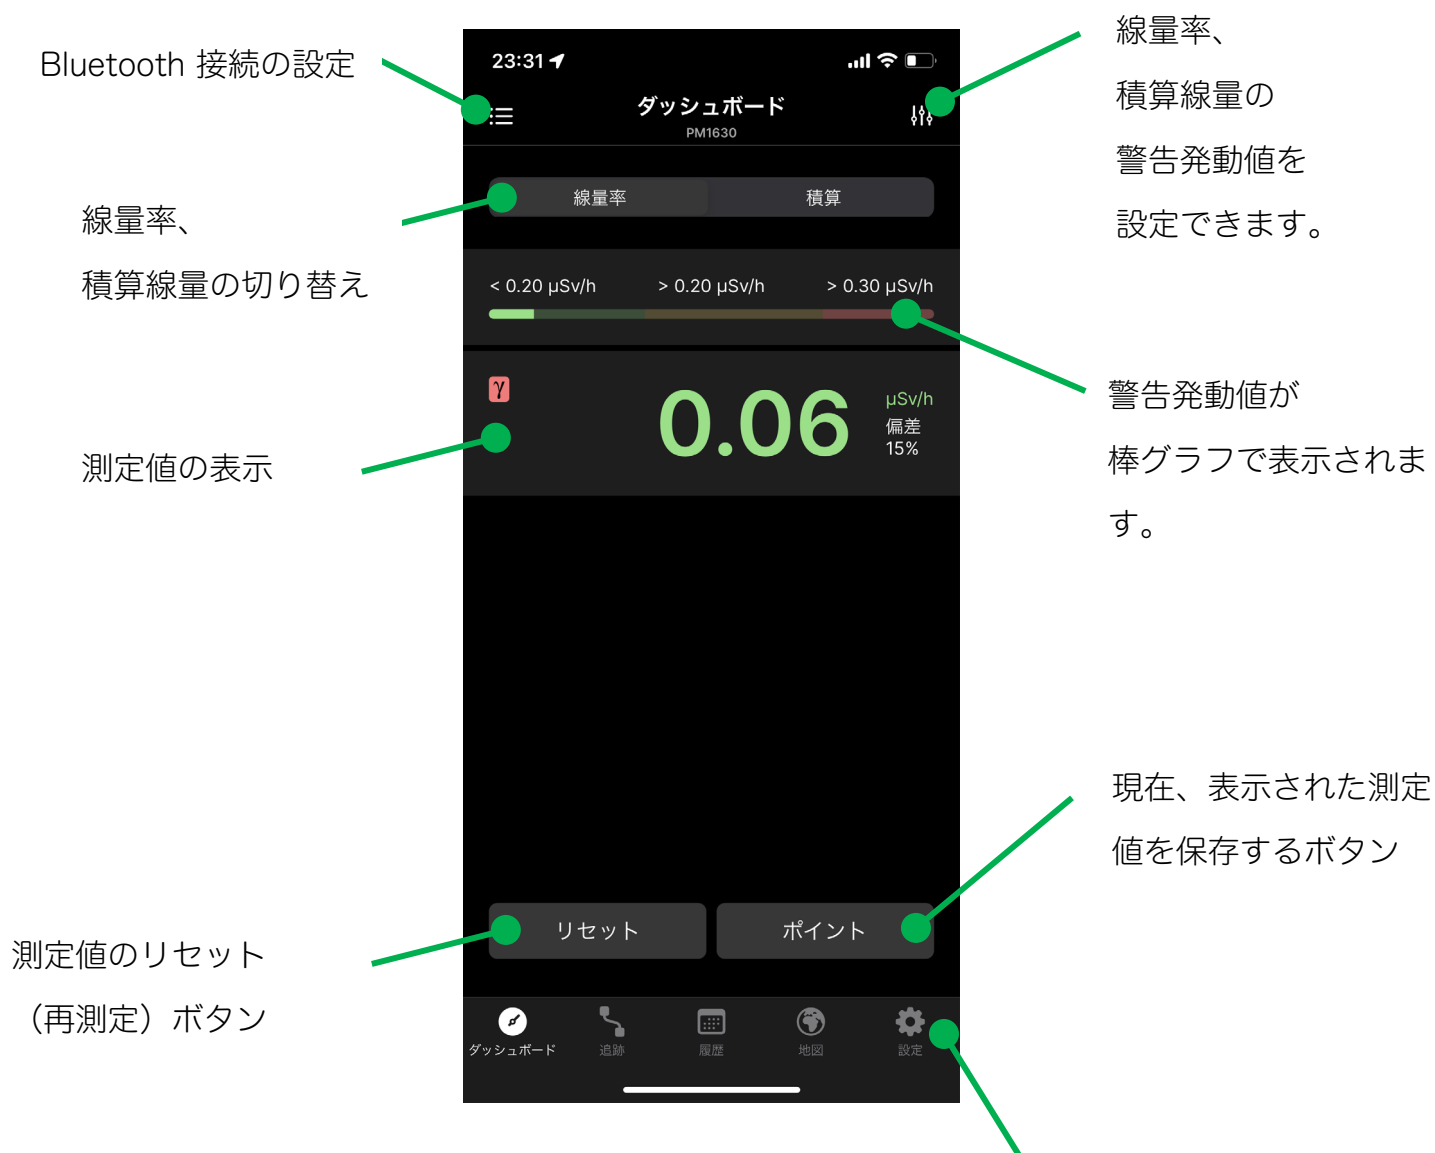 Bluetooth 接続の設定
線量率、
積算線量の切り替え
測定値の表示
測定値のリセット
（再測定）ボタン
23:31
ダッシュボード
PM1630
線量率
積算
< 0.20 μSv/h
> 0.20 μSv/h
> 0.30 μSv/h
γ
0.06
μSv/h
偏差
15%
リセット
ポイント
ダッシュボード
追跡
履歴
地図
設定
線量率、
積算線量の
警告発動値を
設定できます。
警告発動値が
棒グラフで表示されま
す。
現在、表示された測定
値を保存するボタン